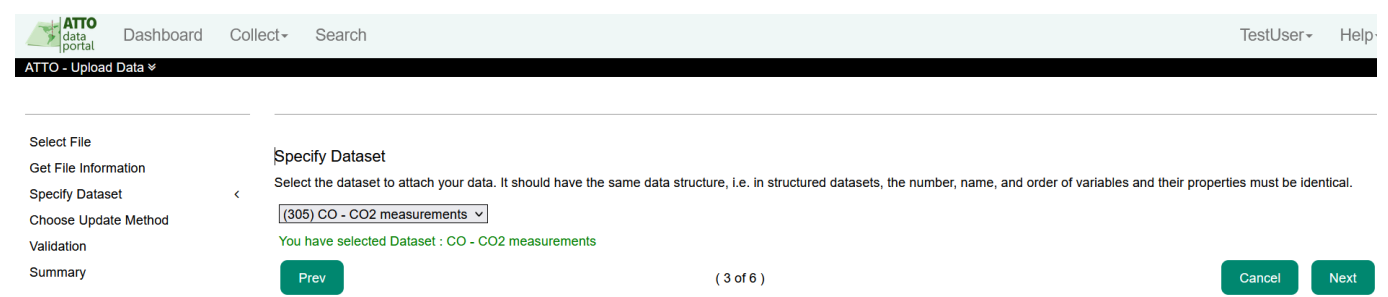 ATTO
data
portal
Dashboard Collect Search TestUser Help
ATTO - Upload Data
Select File
Get File Information
Specify Dataset <
Choose Update Method
Validation
Summary
Specify Dataset
Select the dataset to attach your data. It should have the same data structure, i.e. in structured datasets, the number, name, and order of variables and their properties must be identical.
(305) CO - CO2 measurements
You have selected Dataset : CO - CO2 measurements
Prev ( 3 of 6 ) Cancel Next